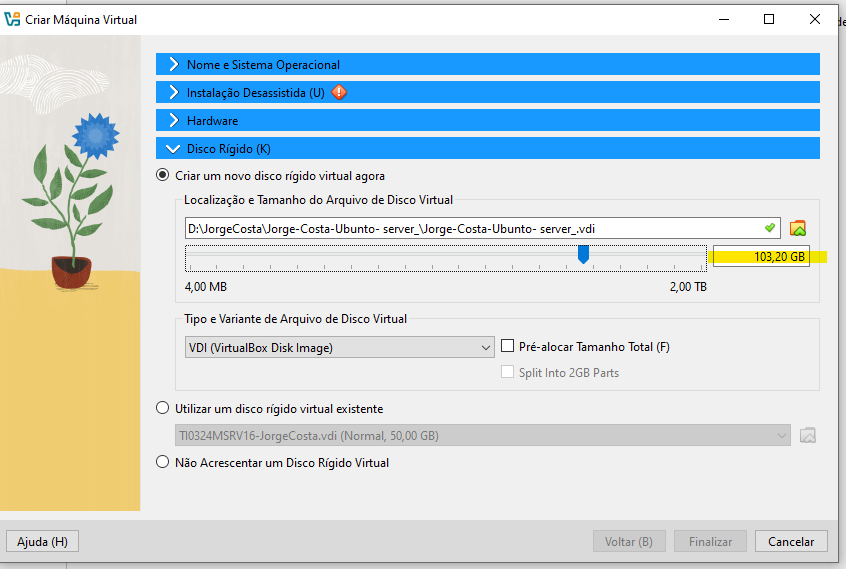 Criar Máquina Virtual
de
Nome e Sistema Operacional
Instalação Desassistida (U)
Hardware
Disco Rígido (K)
Criar um novo disco rígido virtual agora
Localização e Tamanho do Arquivo de Disco Virtual
D:\JorgeCosta\Jorge-Costa-Ubunto- server_\Jorge-Costa-Ubunto- server_.vdi
103,20 GB
4,00 MB 2,00 TB
Tipo e Variante de Arquivo de Disco Virtual
VDI (VirtualBox Disk Image) Pré-alocar Tamanho Total (F)
Split Into 2GB Parts
Utilizar um disco rígido virtual existente
TI0324MSRV16-JorgeCosta.vdi (Normal, 50,00 GB)
Não Acrescentar um Disco Rígido Virtual
Ajuda (H) Voltar (B) Finalizar Cancelar